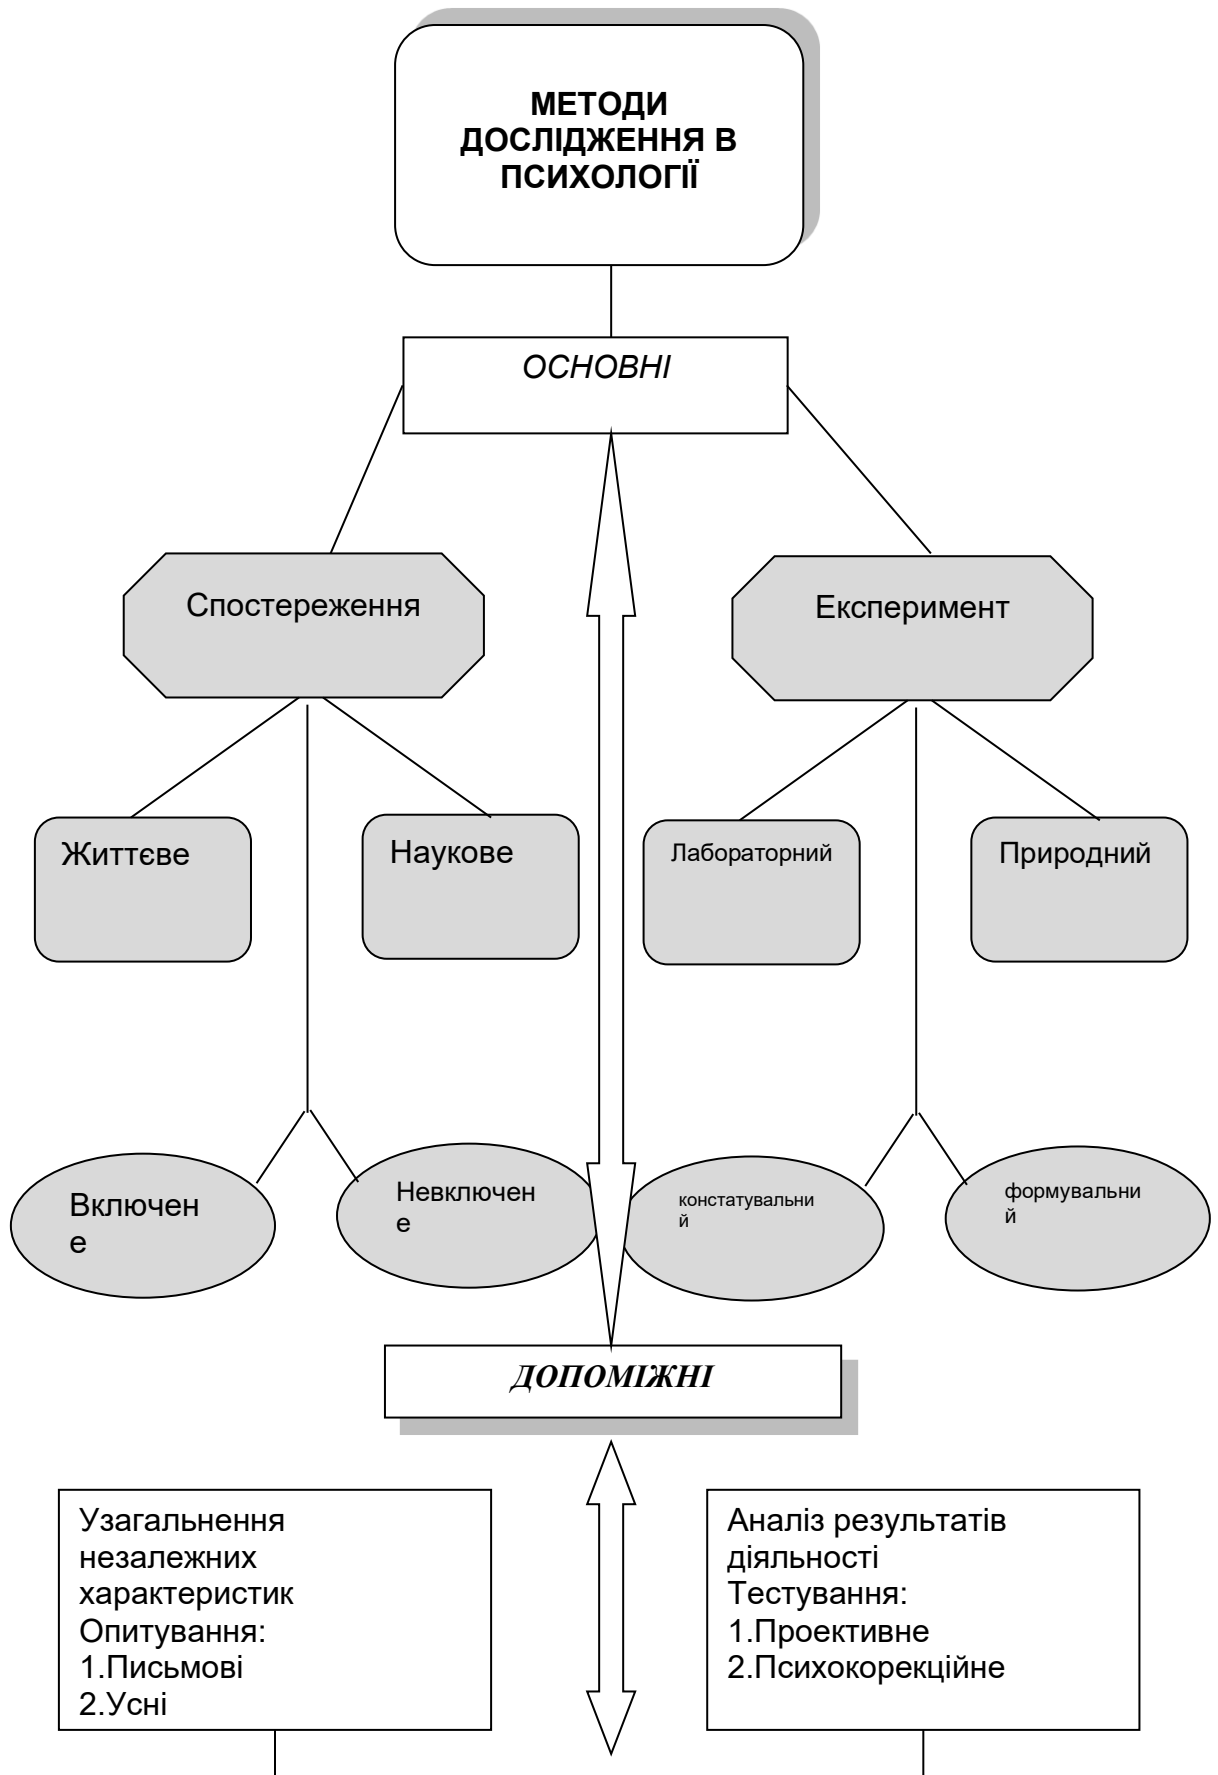 МЕТОДИ
ДОСЛІДЖЕННЯ В
ПСИХОЛОГІЇ
ОСНОВНІ
Спостереження
Експеримент
Життєве
Наукове
Лабораторний
Природний
Включен
е
Невключен
е
констатувальни
й
формувальни
й
ДОПОМІЖНІ
Узагальнення
незалежних
характеристик
Опитування:
1.Письмові
2.Усні
Аналіз результатів
діяльності
Тестування:
1.Проективне
2.Психокорекційне